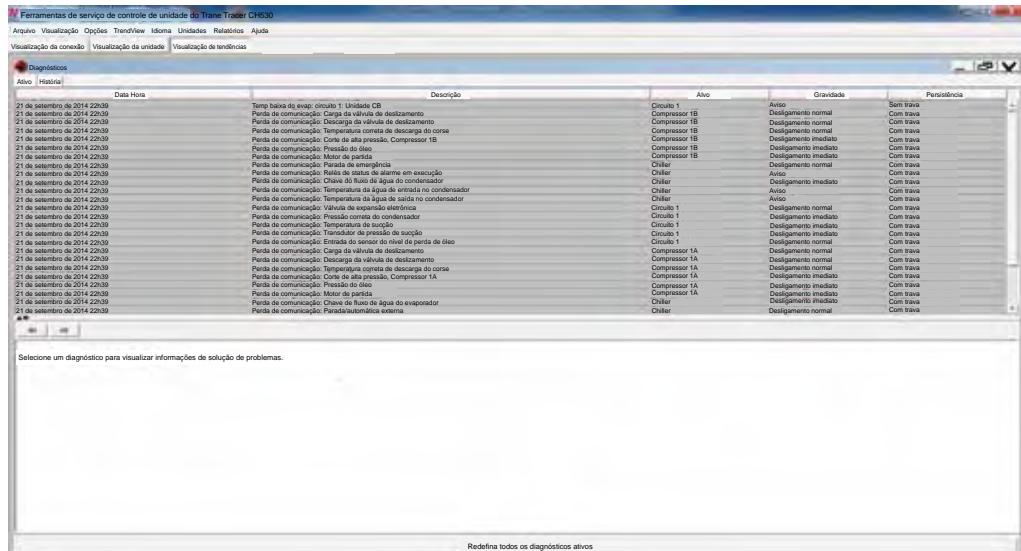 Ferramentas de serviço de controle de unidade do Trane Tracer CH530
Arquivo Visualização Opções TrendView Idioma Unidades Relatórios Ajuda
Visualização da conexão Visualização da unidade Visualização de tendências
Diagnósticos
Ativo História
Data Hora Descrição Alvo Gravidade Persistência
21 de setembro de 2014 22h39 Temp baixa do evap: circuito 1: Unidade CB Circuito 1 Aviso Sem trava
21 de setembro de 2014 22h39 Perda de comunicação: Carga da válvula de deslizamento Compressor 1B Desligamento normal Com trava
21 de setembro de 2014 22h39 Perda de comunicação: Descarga da válvula de deslizamento Compressor 1B Desligamento normal Com trava
21 de setembro de 2014 22h39 Perda de comunicação: Temperatura correta de descarga do corse Compressor 1B Desligamento normal Com trava
21 de setembro de 2014 22h39 Perda de comunicação: Corte de alta pressão, Compressor 1B Compressor 1B Desligamento imediato Com trava
21 de setembro de 2014 22h39 Perda de comunicação: Pressão do óleo Compressor 1B Desligamento imediato Com trava
21 de setembro de 2014 22h39 Perda de comunicação: Motor de partida Compressor 1B Desligamento imediato Com trava
21 de setembro de 2014 22h39 Perda de comunicação: Parada de emergência Chiller Desligamento normal Com trava
21 de setembro de 2014 22h39 Perda de comunicação: Relés de status de alarme em execução Chiller Aviso Com trava
21 de setembro de 2014 22h39 Perda de comunicação: Chave do fluxo de água do condensador Chiller Desligamento imediato Com trava
21 de setembro de 2014 22h39 Perda de comunicação: Temperatura da água de entrada no condensador Chiller Aviso Com trava
21 de setembro de 2014 22h39 Perda de comunicação: Temperatura da água de saída no condensador Chiller Aviso Com trava
21 de setembro de 2014 22h39 Perda de comunicação: Válvula de expansão eletrônica Circuito 1 Desligamento normal Com trava
21 de setembro de 2014 22h39 Perda de comunicação: Pressão correta do condensador Circuito 1 Desligamento imediato Com trava
21 de setembro de 2014 22h39 Perda de comunicação: Temperatura de sucção Circuito 1 Desligamento normal Com trava
21 de setembro de 2014 22h39 Perda de comunicação: Transdutor de pressão de sucção Circuito 1 Desligamento imediato Com trava
21 de setembro de 2014 22h39 Perda de comunicação: Entrada do sensor do nível de perda de óleo Circuito 1 Desligamento normal Com trava
21 de setembro de 2014 22h39 Perda de comunicação: Carga da válvula de deslizamento Compressor 1A Desligamento normal Com trava
21 de setembro de 2014 22h39 Perda de comunicação: Descarga da válvula de deslizamento Compressor 1A Desligamento normal Com trava
21 de setembro de 2014 22h39 Perda de comunicação: Temperatura correta de descarga do corse Compressor 1A Desligamento normal Com trava
21 de setembro de 2014 22h39 Perda de comunicação: Corte de alta pressão, Compressor 1A Compressor 1A Desligamento imediato Com trava
21 de setembro de 2014 22h39 Perda de comunicação: Pressão do óleo Compressor 1A Desligamento imediato Com trava
21 de setembro de 2014 22h39 Perda de comunicação: Motor de partida Compressor 1A Desligamento imediato Com trava
21 de setembro de 2014 22h39 Perda de comunicação: Chave de fluxo de água do evaporador Chiller Desligamento imediato Com trava
21 de setembro de 2014 22h39 Perda de comunicação: Parada/automática externa Chiller Desligamento normal Com trava
Selecione um diagnóstico para visualizar informações de solução de problemas.
Redefina todos os diagnósticos ativos